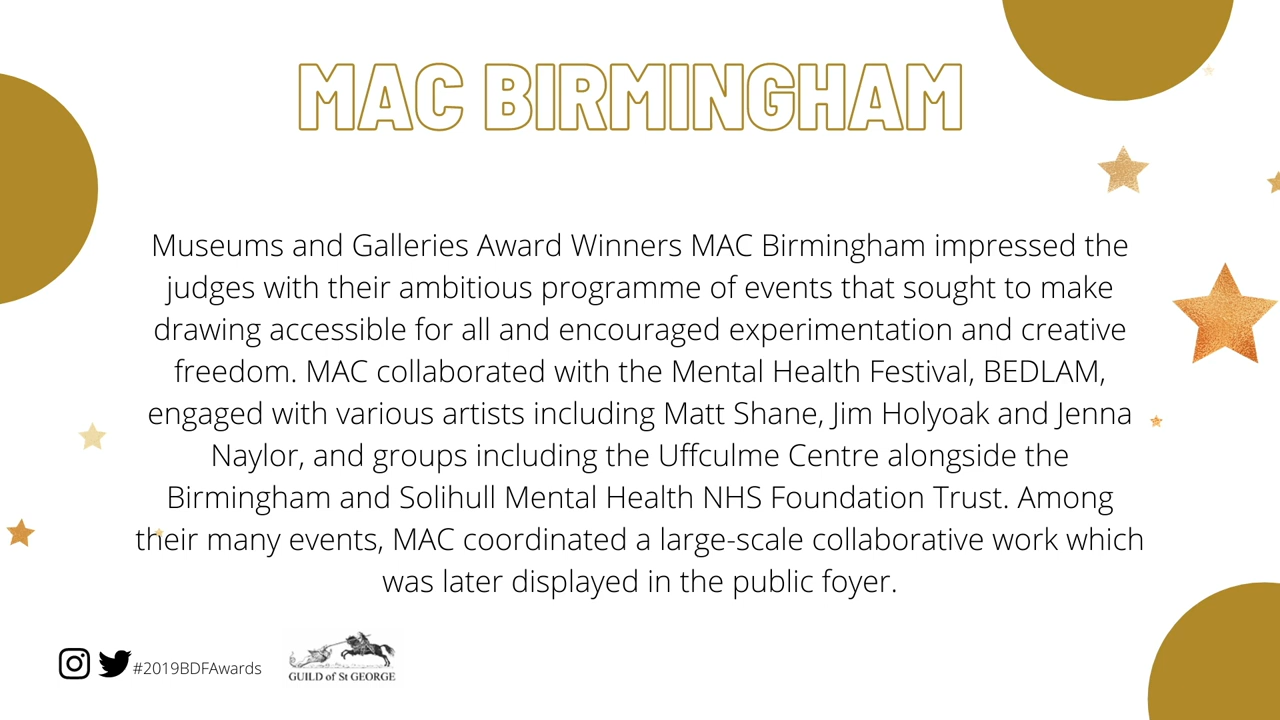 MAC BIRMINGHAM
Museums and Galleries Award Winners MAC Birmingham impressed the
judges with their ambitious programme of events that sought to make
drawing accessible for all and encouraged experimentation and creative
freedom. MAC collaborated with the Mental Health Festival, BEDLAM,
engaged with various artists including Matt Shane, Jim Holyoak and Jenna
Naylor, and groups including the Uffculme Centre alongside the
Birmingham and Solihull Mental Health NHS Foundation Trust. Among
their many events, MAC coordinated a large-scale collaborative work which
was later displayed in the public foyer.
#2019BDFAwards
GUILD of St GEORGE